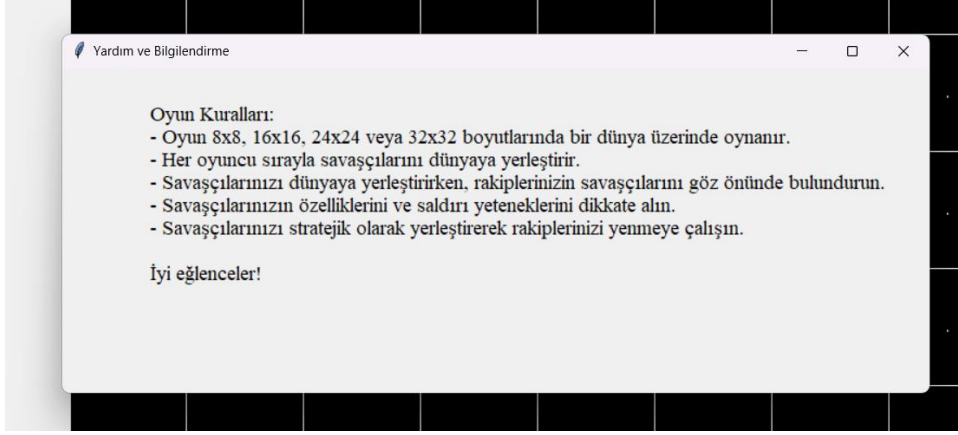 Yardım ve Bilgilendirme
Oyun Kuralları:
- Oyun 8x8, 16x16, 24x24 veya 32x32 boyutlarında bir dünya üzerinde oynanır.
- Her oyuncu sırayla savaşçılarını dünyaya yerleştirir.
- Savaşçılarınızı dünyaya yerleştirirken, rakiplerinizin savaşçılarını göz önünde bulundurun.
- Savaşçılarınızın özelliklerini ve saldırı yeteneklerini dikkate alın.
- Savaşçılarınızı stratejik olarak yerleştirerek rakiplerinizi yenmeye çalışın.
İyi eğlenceler!